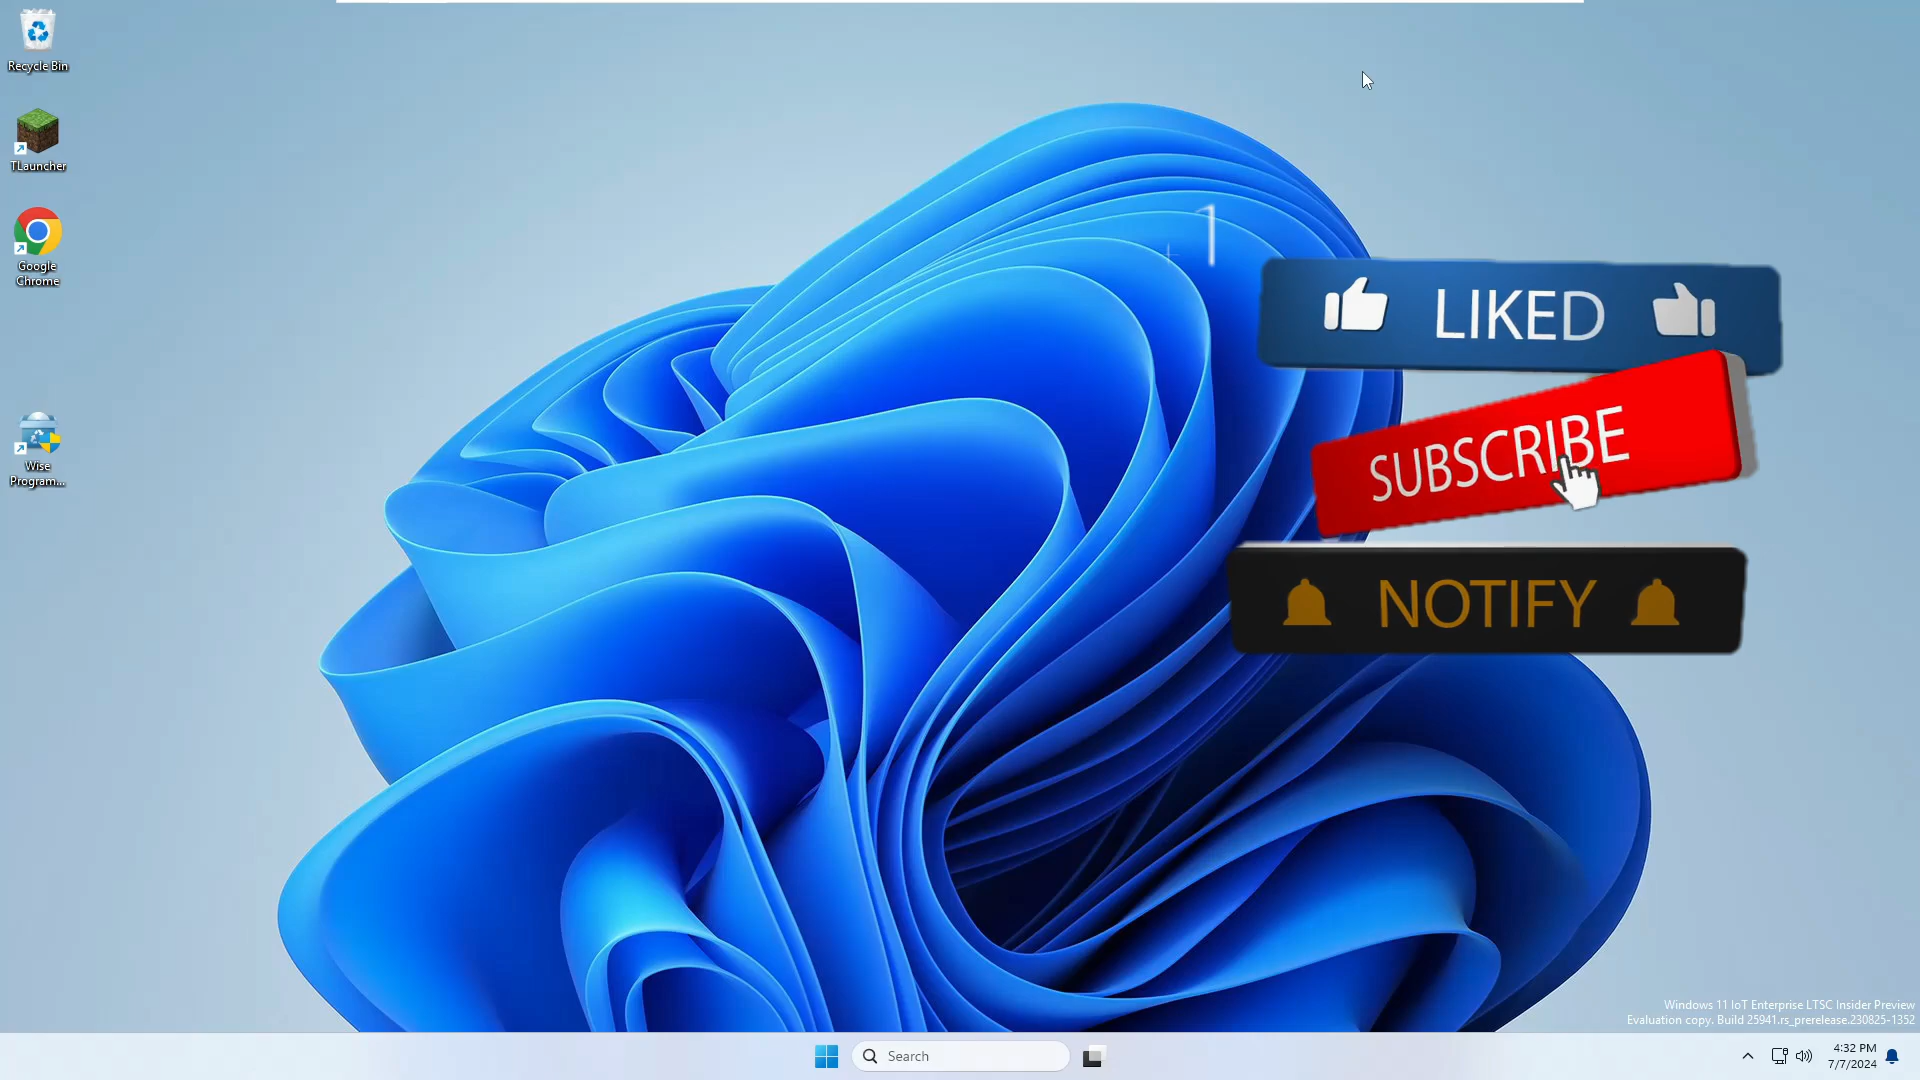 Recycle Bin
TLauncher
Google
Chrome
Wise
Program...
1
LIKED
SUBSCRIBE
NOTIFY
Windows 11 IoT Enterprise LTSC Insider Preview
Evaluation copy. Build 25941.rs_prerelease.230825-1352
Search
4:32 PM
7/7/2024